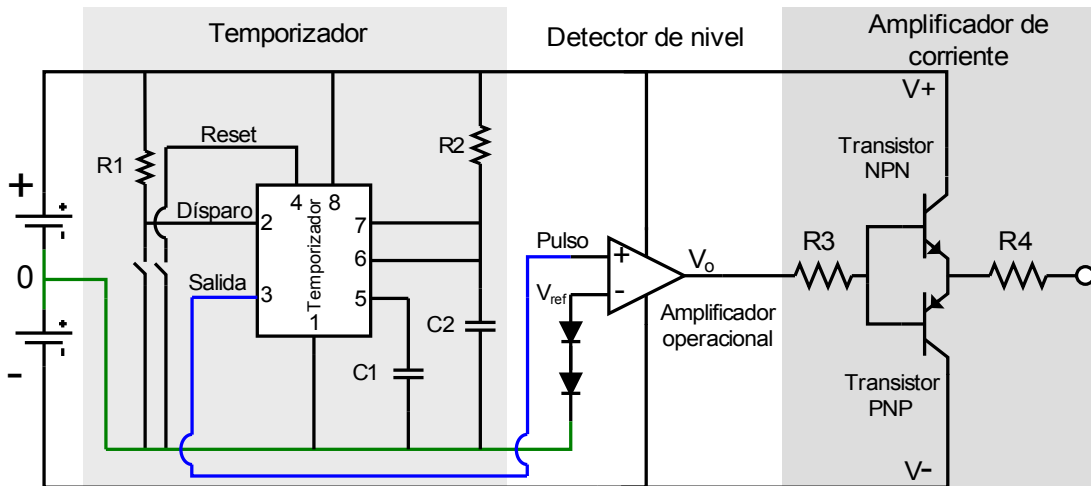 Temporizador
Detector de nivel
Amplificador de
corriente
V+
Reset
R1
R2
Transistor
NPN
+
4
8
Dísparo
2
7
Temporizador
Pulso
+
R3
R4
6
Vo
0
Salida
3
5
Vref
-
1
C2
Amplificador
operacional
C1
Transistor
PNP
-
V-